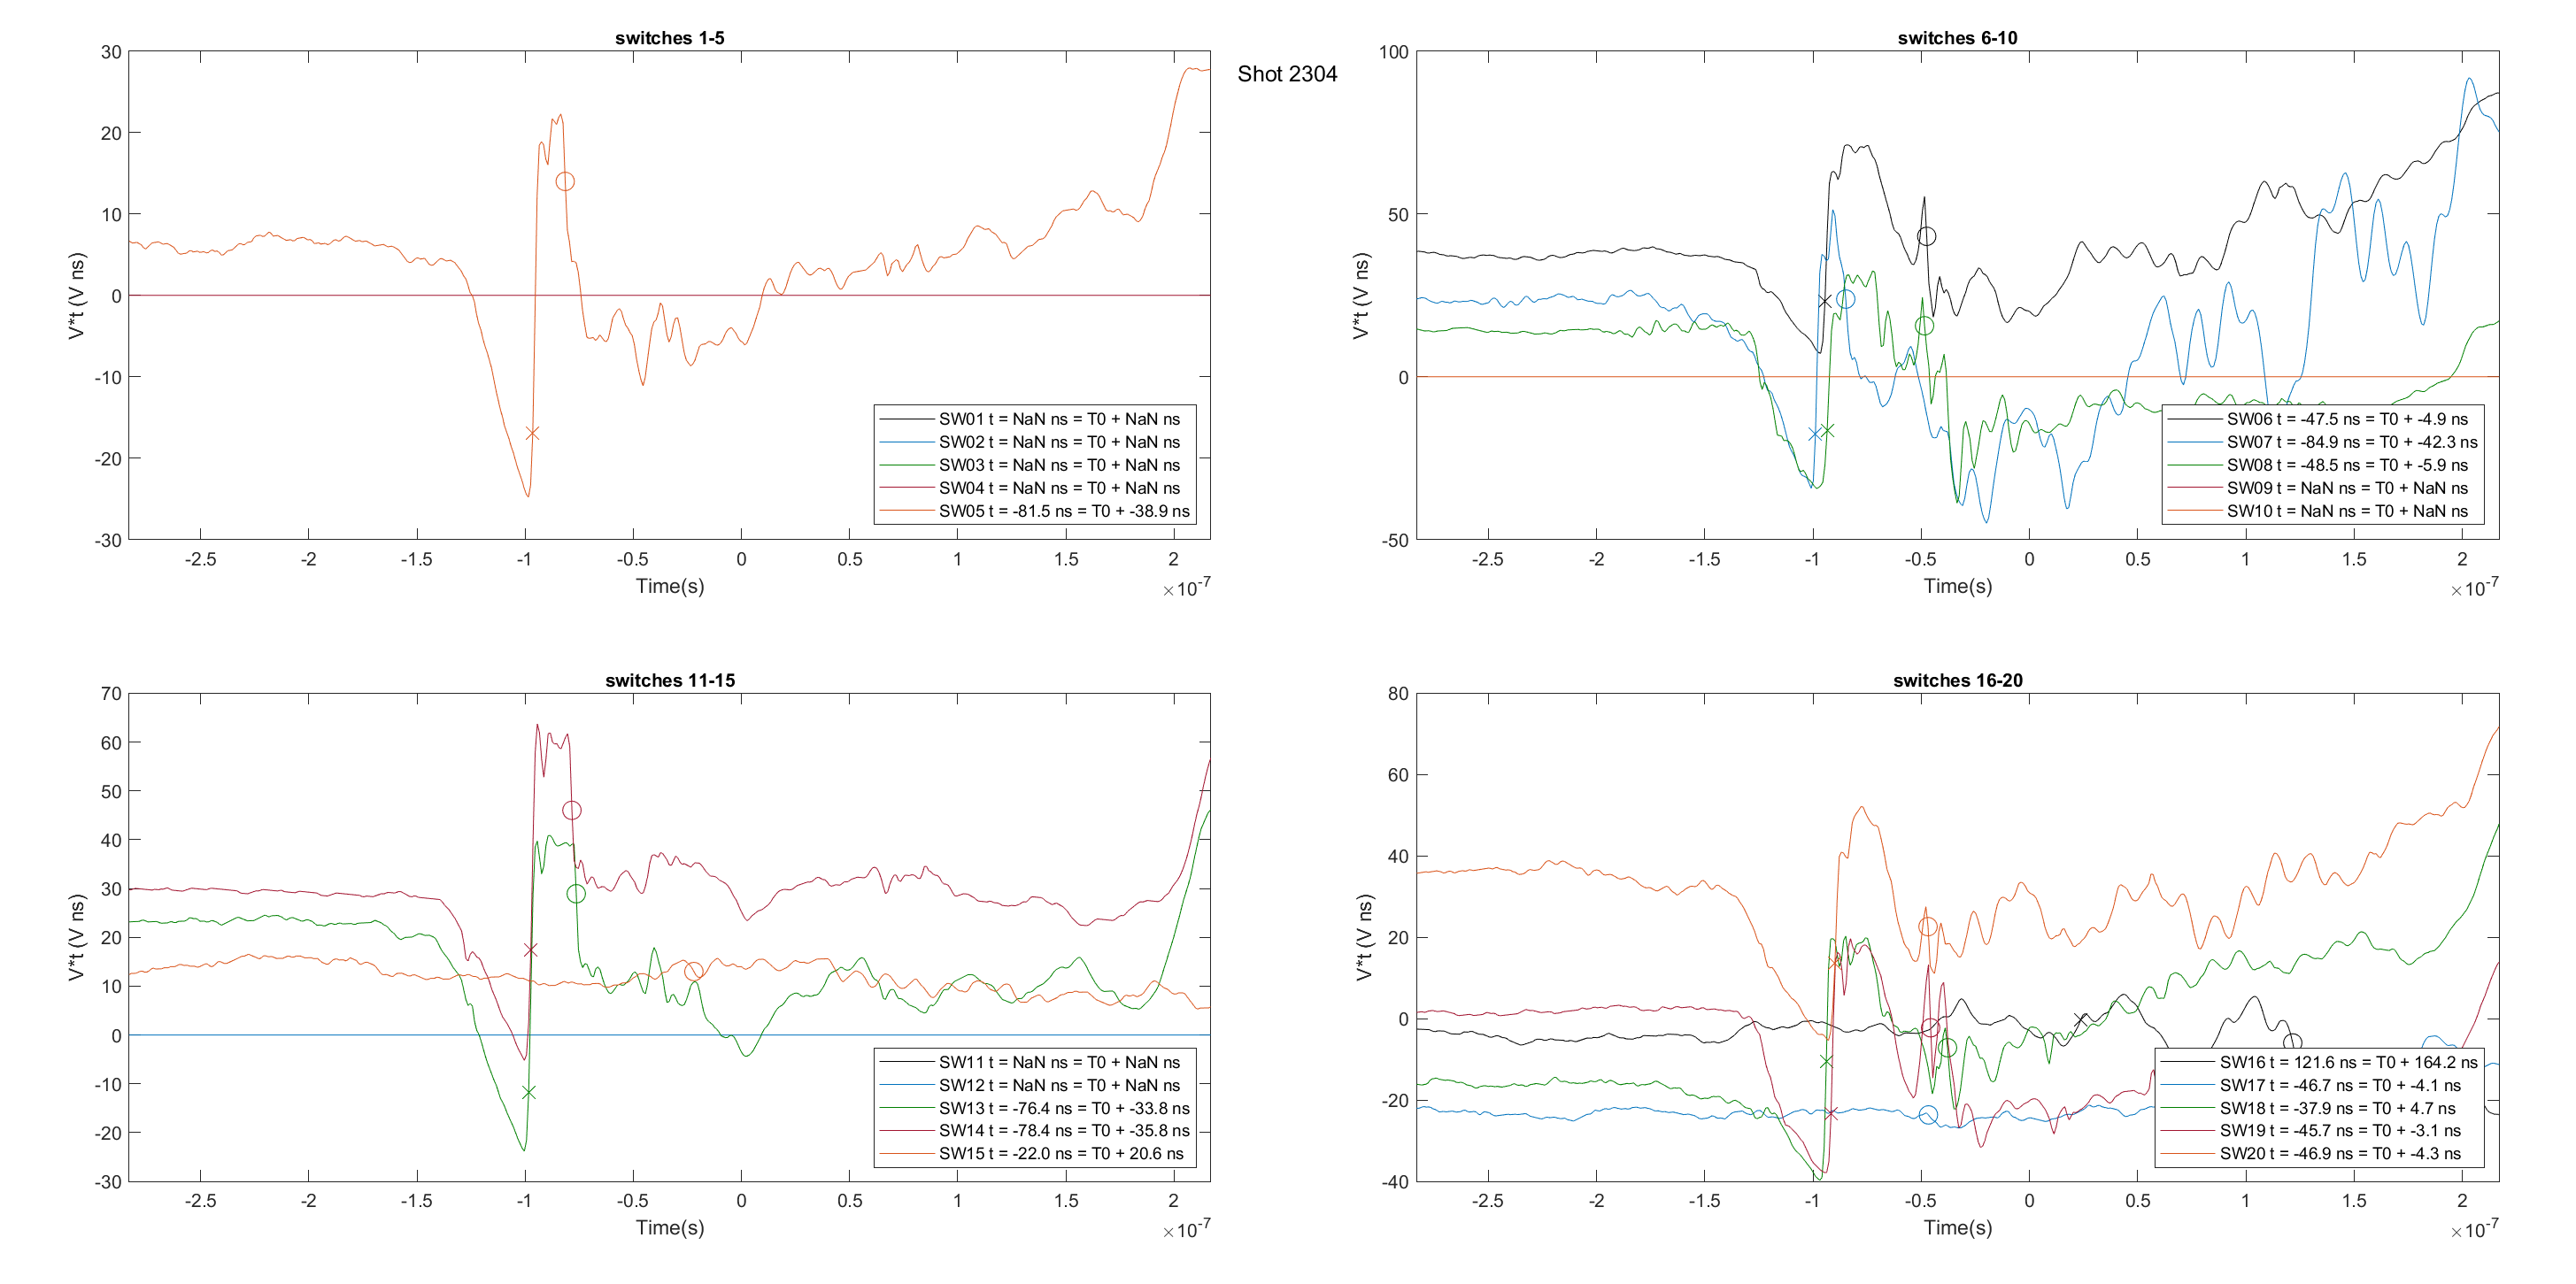 Shot 2304
switches 1-5
V*t (V ns)
30
20
10
0
-10
-20
-30
-2.5 -2 -1.5 -1 -0.5 0 0.5 1 1.5 2
Time(s)
×10-7
SW01 t = NaN ns = T0 + NaN ns
SW02 t = NaN ns = T0 + NaN ns
SW03 t = NaN ns = T0 + NaN ns
SW04 t = NaN ns = T0 + NaN ns
SW05 t = -81.5 ns = T0 + -38.9 ns
switches 6-10
V*t (V ns)
100
50
0
-50
-2.5 -2 -1.5 -1 -0.5 0 0.5 1 1.5 2
Time(s)
×10-7
SW06 t = -47.5 ns = T0 + -4.9 ns
SW07 t = -84.9 ns = T0 + -42.3 ns
SW08 t = -48.5 ns = T0 + -5.9 ns
SW09 t = NaN ns = T0 + NaN ns
SW10 t = NaN ns = T0 + NaN ns
switches 11-15
V*t (V ns)
70
60
50
40
30
20
10
0
-10
-20
-30
-2.5 -2 -1.5 -1 -0.5 0 0.5 1 1.5 2
Time(s)
×10-7
SW11 t = NaN ns = T0 + NaN ns
SW12 t = NaN ns = T0 + NaN ns
SW13 t = -76.4 ns = T0 + -33.8 ns
SW14 t = -78.4 ns = T0 + -35.8 ns
SW15 t = -22.0 ns = T0 + 20.6 ns
switches 16-20
V*t (V ns)
80
60
40
20
0
-20
-40
-2.5 -2 -1.5 -1 -0.5 0 0.5 1 1.5 2
Time(s)
×10-7
SW16 t = 121.6 ns = T0 + 164.2 ns
SW17 t = -46.7 ns = T0 + -4.1 ns
SW18 t = -37.9 ns = T0 + 4.7 ns
SW19 t = -45.7 ns = T0 + -3.1 ns
SW20 t = -46.9 ns = T0 + -4.3 ns